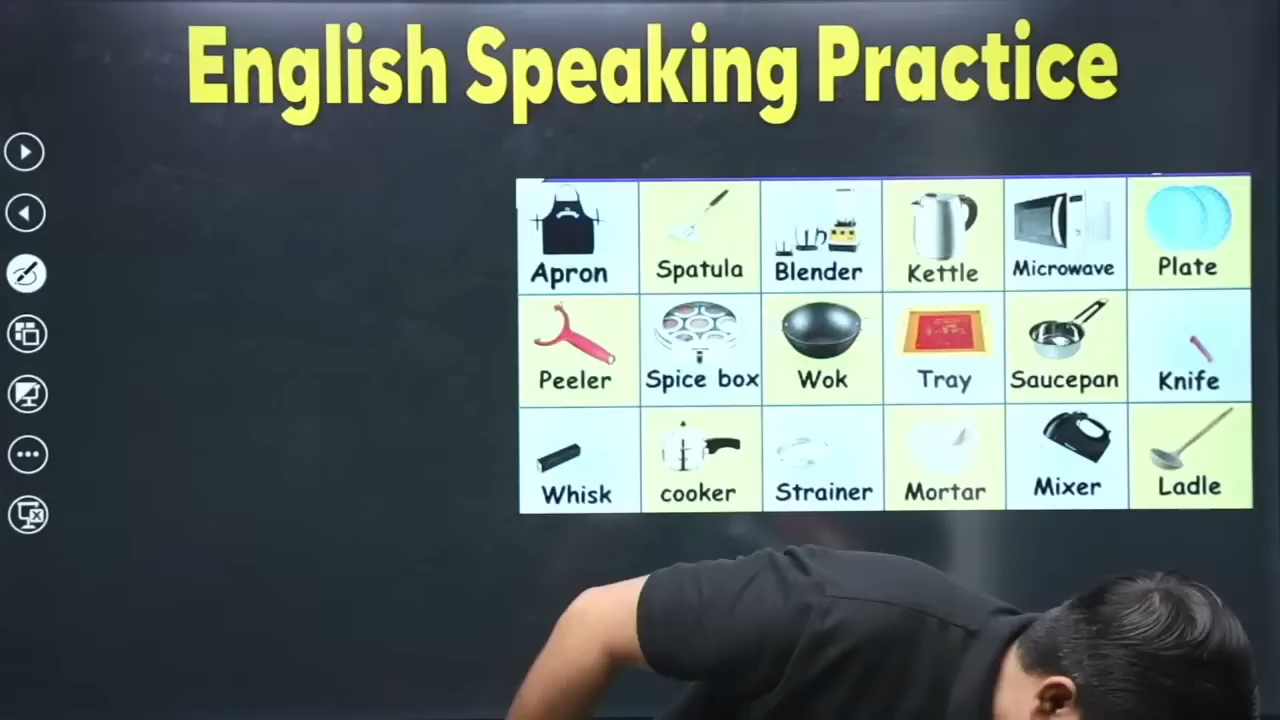 English Speaking Practice
Apron Spatula Blender Kettle Microwave Plate
Peeler Spice box Wok Tray Saucepan Knife
Whisk cooker Strainer Mortar Mixer Ladle